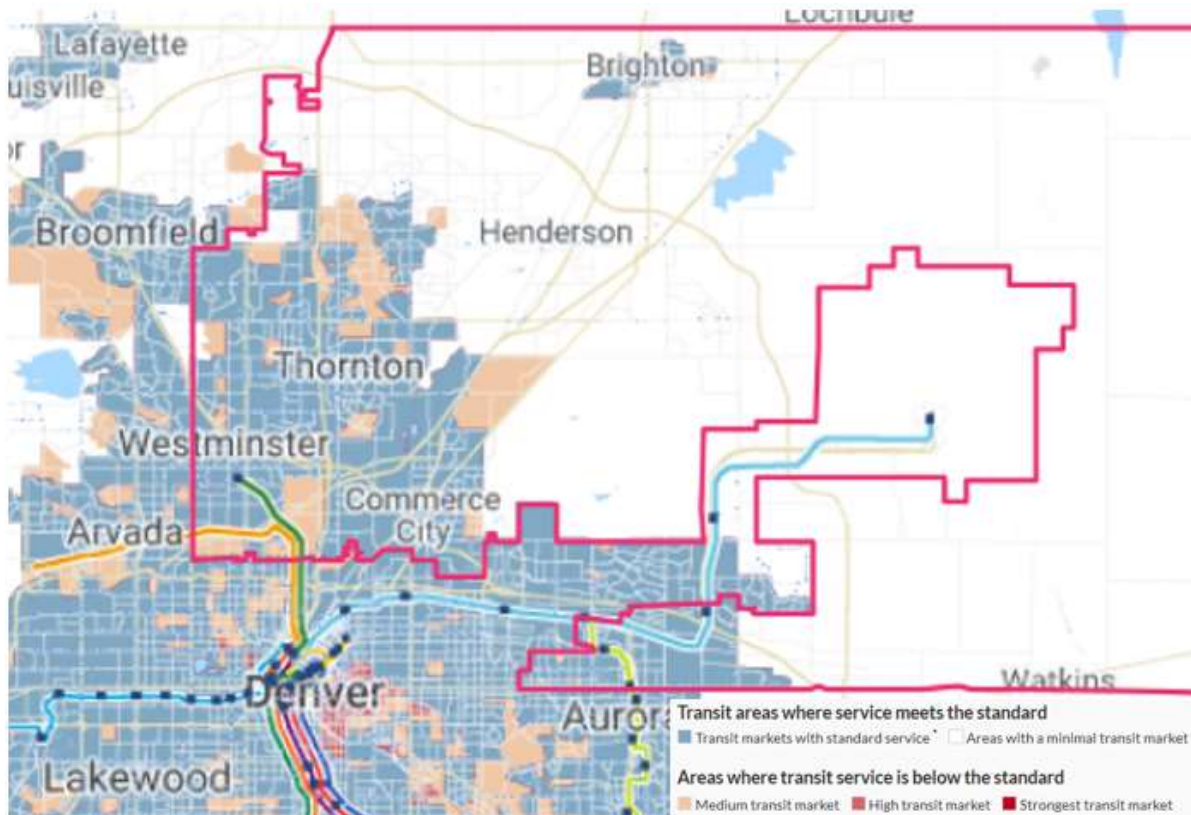 Lochbuie
Lafayette
Brighton
uisville
or
Broomfield
Henderson
Thornton
Westminster
Commerce
City
Arvada
Denver
Watkins
Aurora
Lakewood
Transit areas where service meets the standard
Transit markets with standard service * Areas with a minimal transit market
Areas where transit service is below the standard
Medium transit market High transit market Strongest transit market